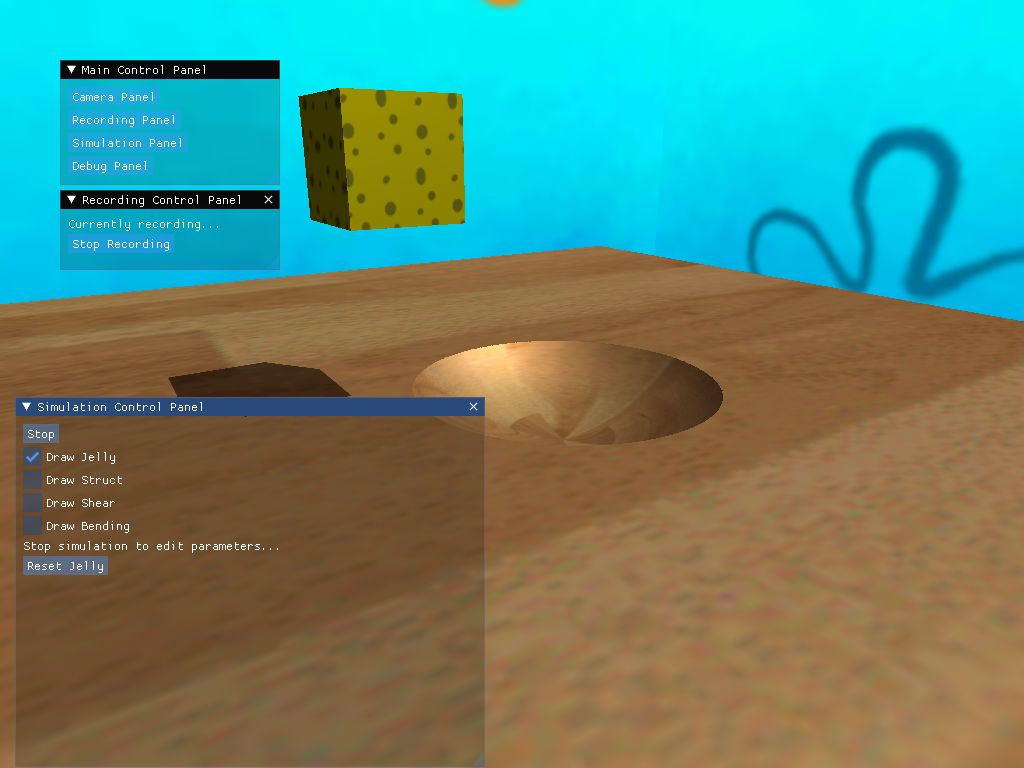 Main Control Panel
Camera Panel
Recording Panel
Simulation Panel
Debug Panel
Recording Control Panel
Currently recording...
Stop Recording
Simulation Control Panel
Stop
Draw Jelly
Draw Struct
Draw Shear
Draw Bending
Stop simulation to edit parameters...
Reset Jelly